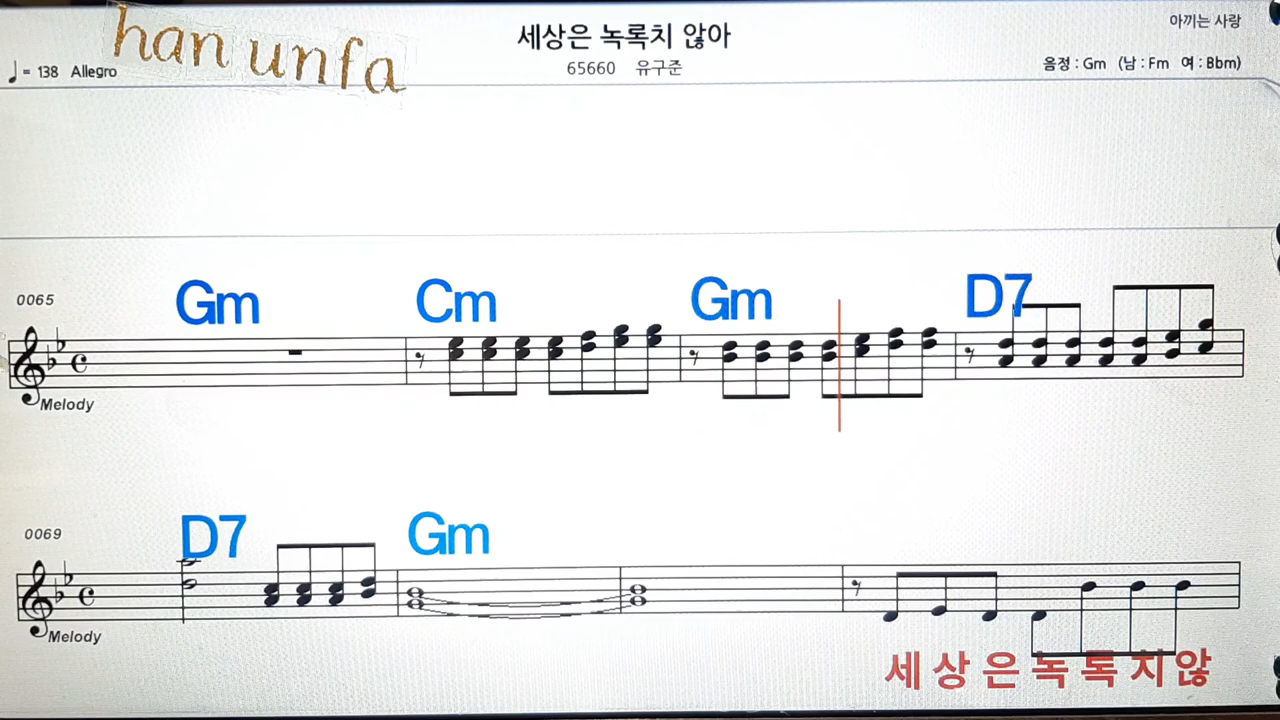 han unfa
세상은 녹록치 않아
아끼는 사랑
♩= 138 Allegro
65660 유구준
음정 : Gm (남 : Fm 여 : Bbm)
Gm Cm Gm D7
0065
Melody
D7 Gm
0069
Melody
세 상 은 녹 록 지 않